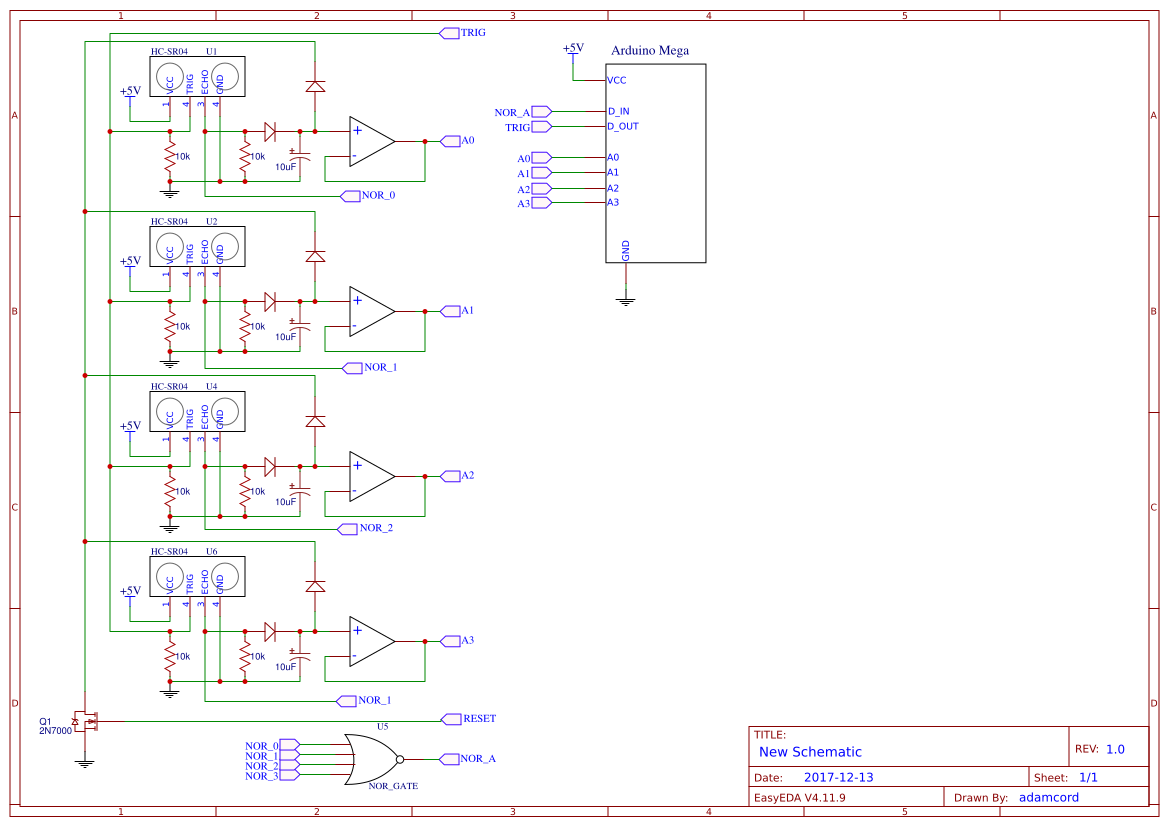 1 2 3 4 5
A
B
C
D
A
B
C
D
TRIG
HC-SR04 U1
VCC TRIG ECHO GND
1 4 3 4
+5V
10k
10k
10uF
+
-
A0
NOR_0
HC-SR04 U2
VCC TRIG ECHO GND
1 4 3 4
+5V
10k
10k
10uF
+
-
A1
NOR_1
HC-SR04 U4
VCC TRIG ECHO GND
1 4 3 4
+5V
10k
10k
10uF
+
-
A2
NOR_2
HC-SR04 U6
VCC TRIG ECHO GND
1 4 3 4
+5V
10k
10k
10uF
+
-
A3
NOR_1
Q1
2N7000
RESET
U5
NOR_0
NOR_1
NOR_2
NOR_3
NOR_A
NOR_GATE
+5V
Arduino Mega
VCC
NOR_A D_IN
TRIG D_OUT
A0 A0
A1 A1
A2 A2
A3 A3
GND
TITLE:
New Schematic
REV: 1.0
Date: 2017-12-13
Sheet: 1/1
EasyEDA V4.11.9
Drawn By: adamcord
1 2 3 4 5